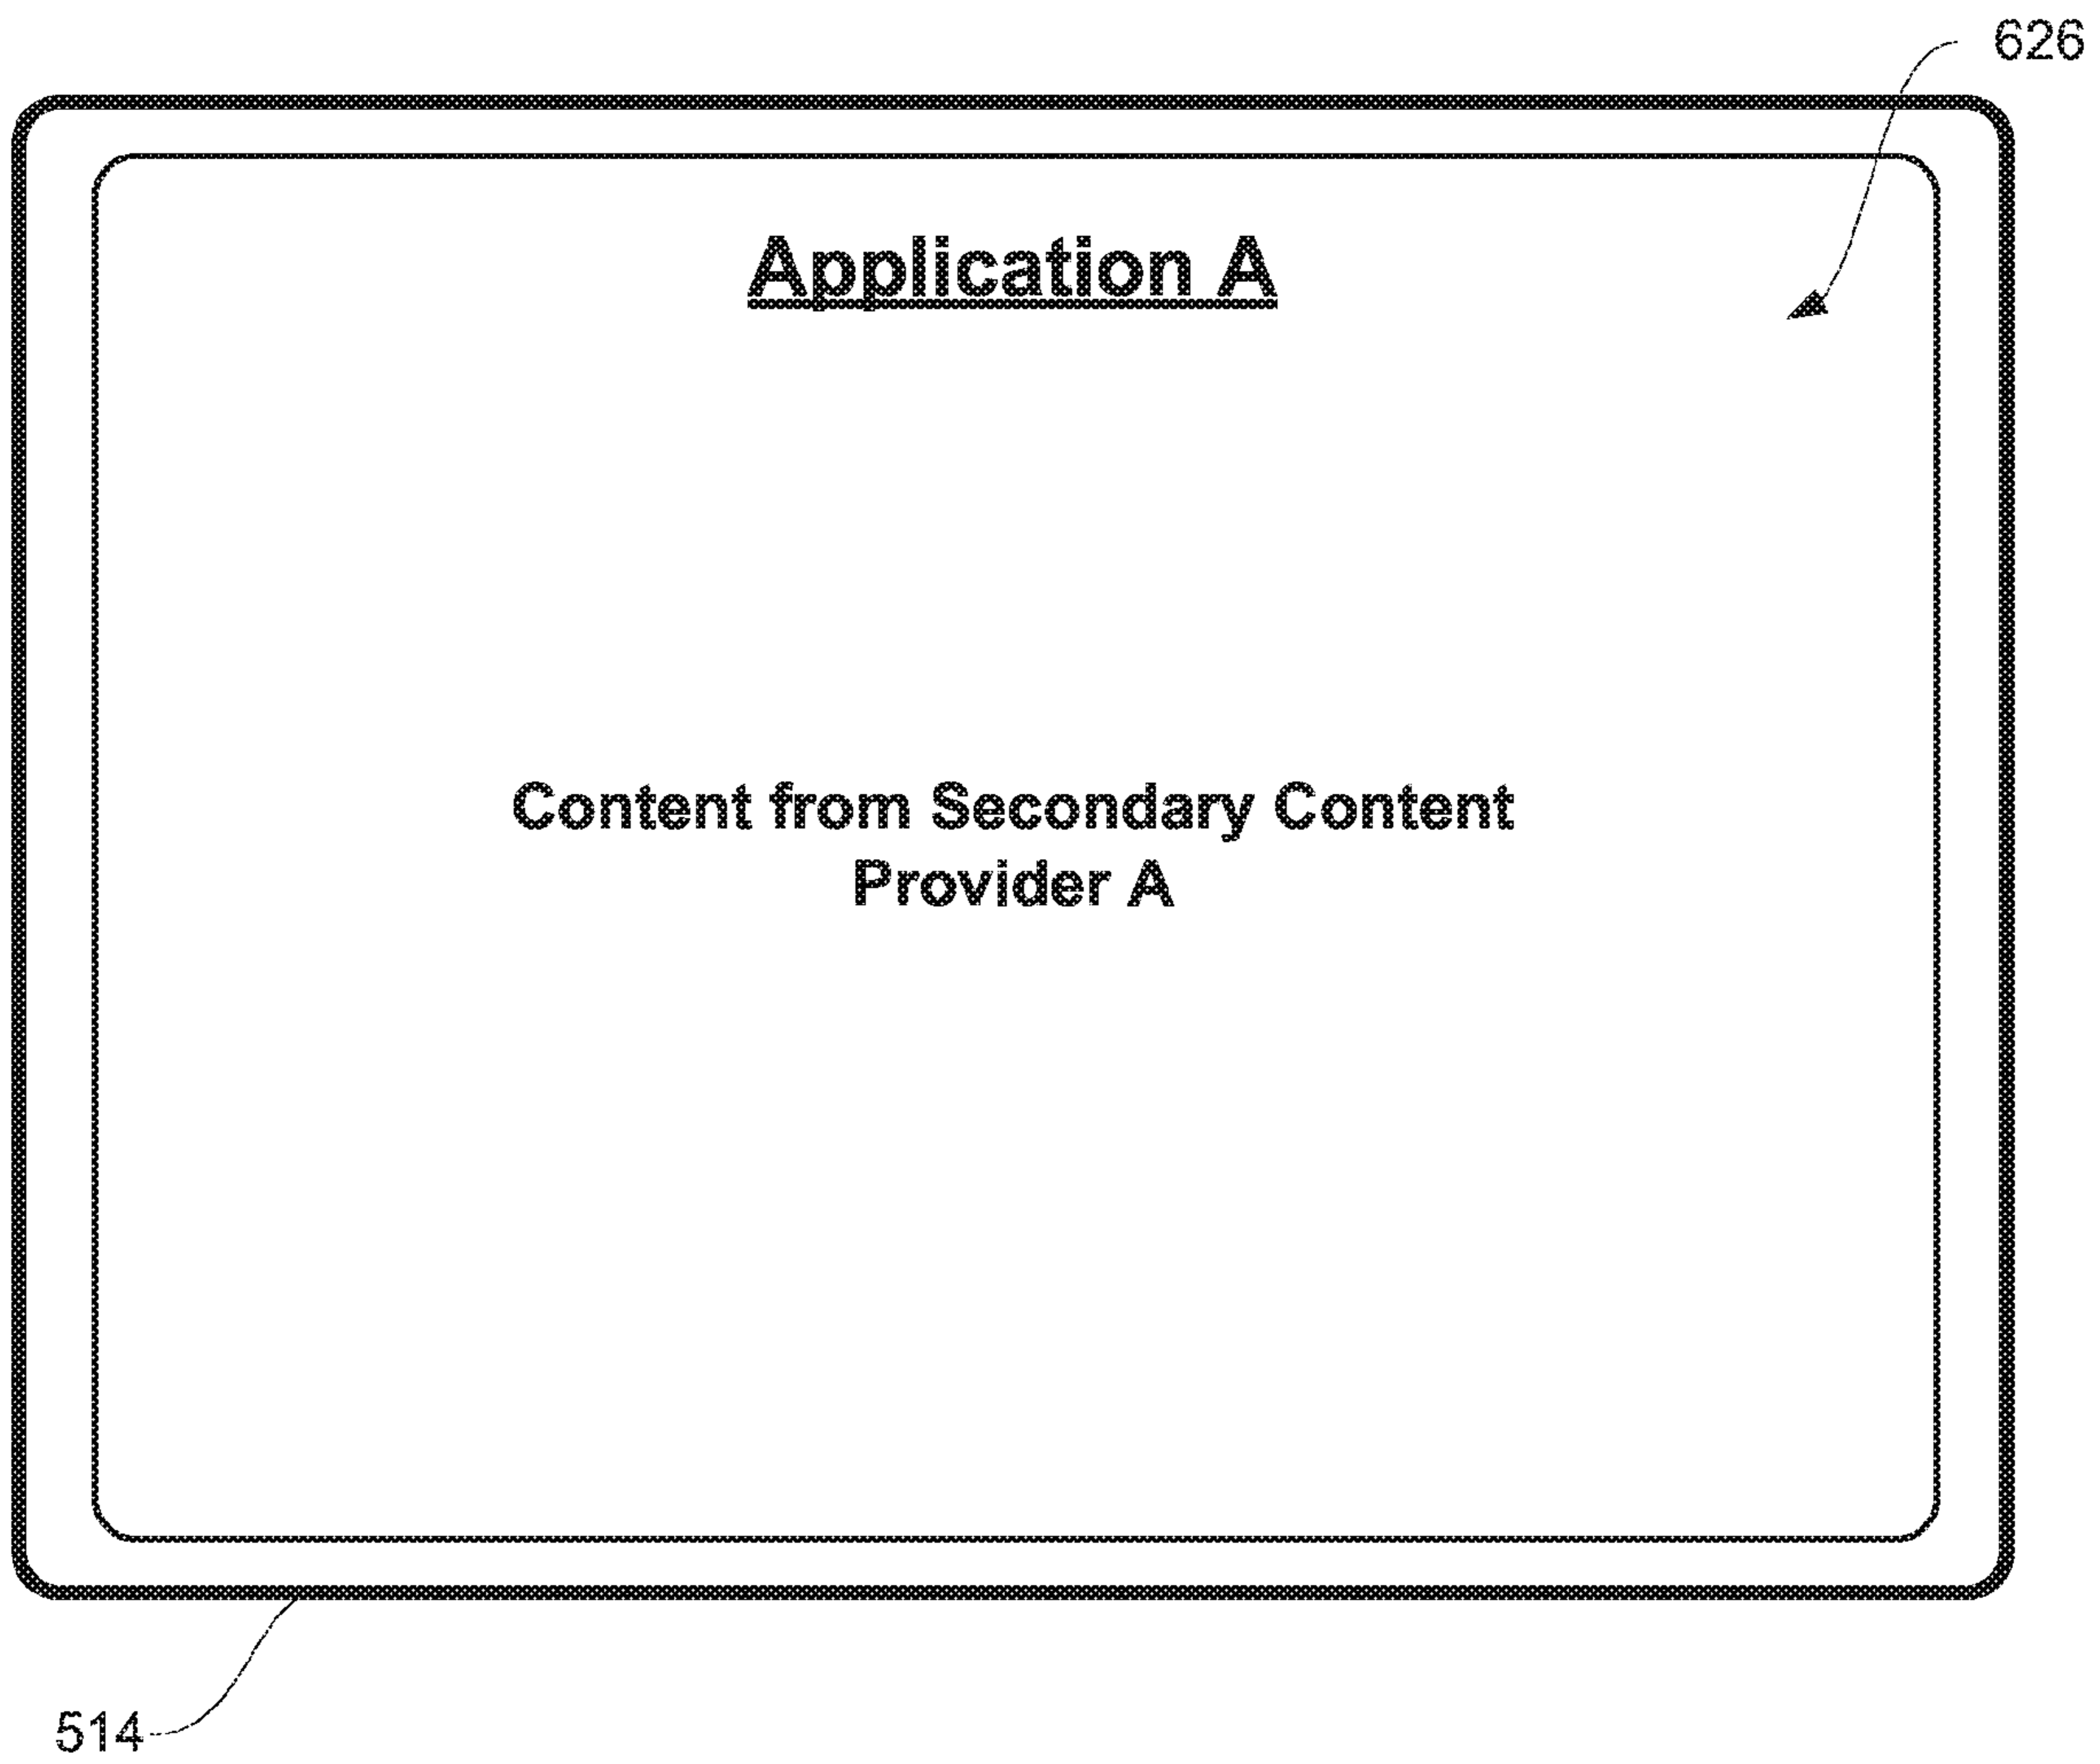 626
Application A
Content from Secondary Content
Provider A
514